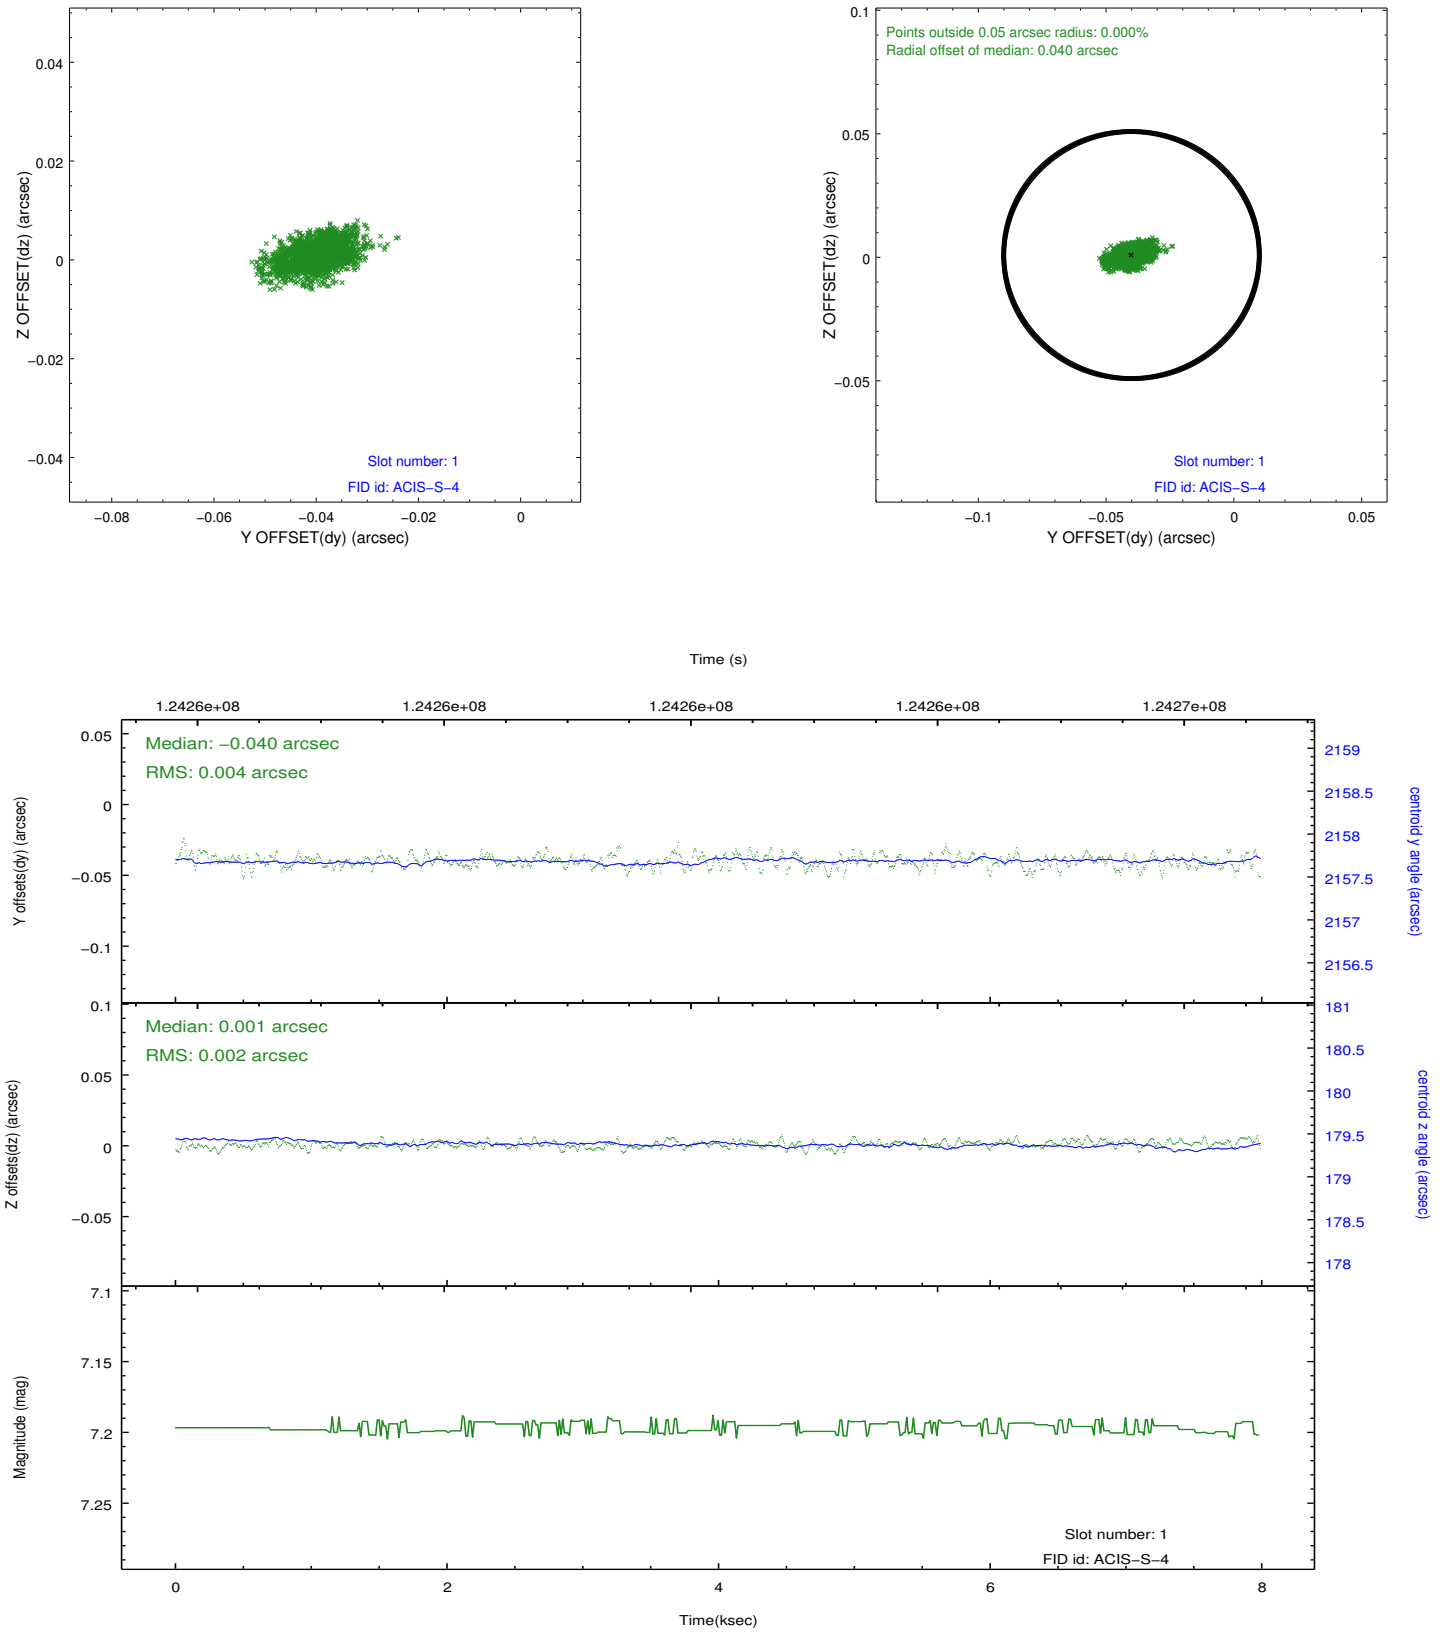 0.04
0.02
0
−0.02
−0.04
Z OFFSET(dz) (arcsec)
Slot number: 1
FID id: ACIS−S−4
−0.08
−0.06
−0.04
−0.02
0
Y OFFSET(dy) (arcsec)
0.1
0.05
0
−0.05
Z OFFSET(dz) (arcsec)
Points outside 0.05 arcsec radius: 0.000%
Radial offset of median: 0.040 arcsec
Slot number: 1
FID id: ACIS−S−4
−0.1
−0.05
0
0.05
Y OFFSET(dy) (arcsec)
Time (s)
1.2426e+08
1.2426e+08
1.2426e+08
1.2426e+08
1.2427e+08
0.05
0
−0.05
−0.1
Y offsets(dy) (arcsec)
Median: −0.040 arcsec
RMS: 0.004 arcsec
2159
2158.5
2158
2157.5
2157
2156.5
centroid y angle (arcsec)
0.1
0.05
0
−0.05
Z offsets(dz) (arcsec)
Median: 0.001 arcsec
RMS: 0.002 arcsec
181
180.5
180
179.5
179
178.5
178
centroid z angle (arcsec)
7.1
7.15
7.2
7.25
Magnitude (mag)
Slot number: 1
FID id: ACIS−S−4
0
2
4
6
8
Time(ksec)